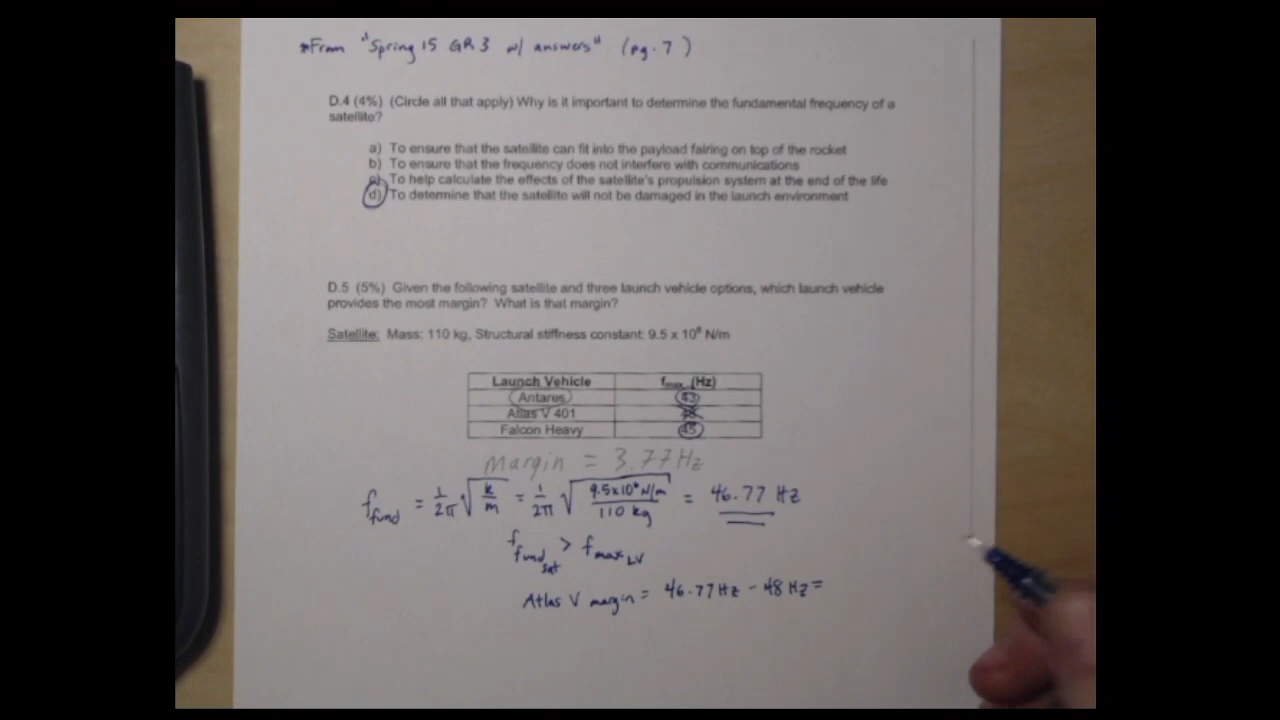 *From "Spring 15 GR3 w/ answers" (pg. 7)
D.4 (4%) (Circle all that apply) Why is it important to determine the fundamental frequency of a
satellite?
a) To ensure that the satellite can fit into the payload fairing on top of the rocket
b) To ensure that the frequency does not interfere with communications
c) To help calculate the effects of the satellite's propulsion system at the end of the life
d) To determine that the satellite will not be damaged in the launch environment
D.5 (5%) Given the following satellite and three launch vehicle options, which launch vehicle
provides the most margin? What is that margin?
Satellite: Mass: 110 kg, Structural stiffness constant: 9.5 x 10⁶ N/m
Launch Vehicle fmax (Hz)
Antares 43
Atlas V 401 48
Falcon Heavy 45
Margin = 3.77 Hz
f fund = 1/2π √k/m = 1/2π √9.5x10⁶ N/m / 110 kg = 46.77 Hz
f fund sat > f max LV
Atlas V margin = 46.77 Hz - 48 Hz =